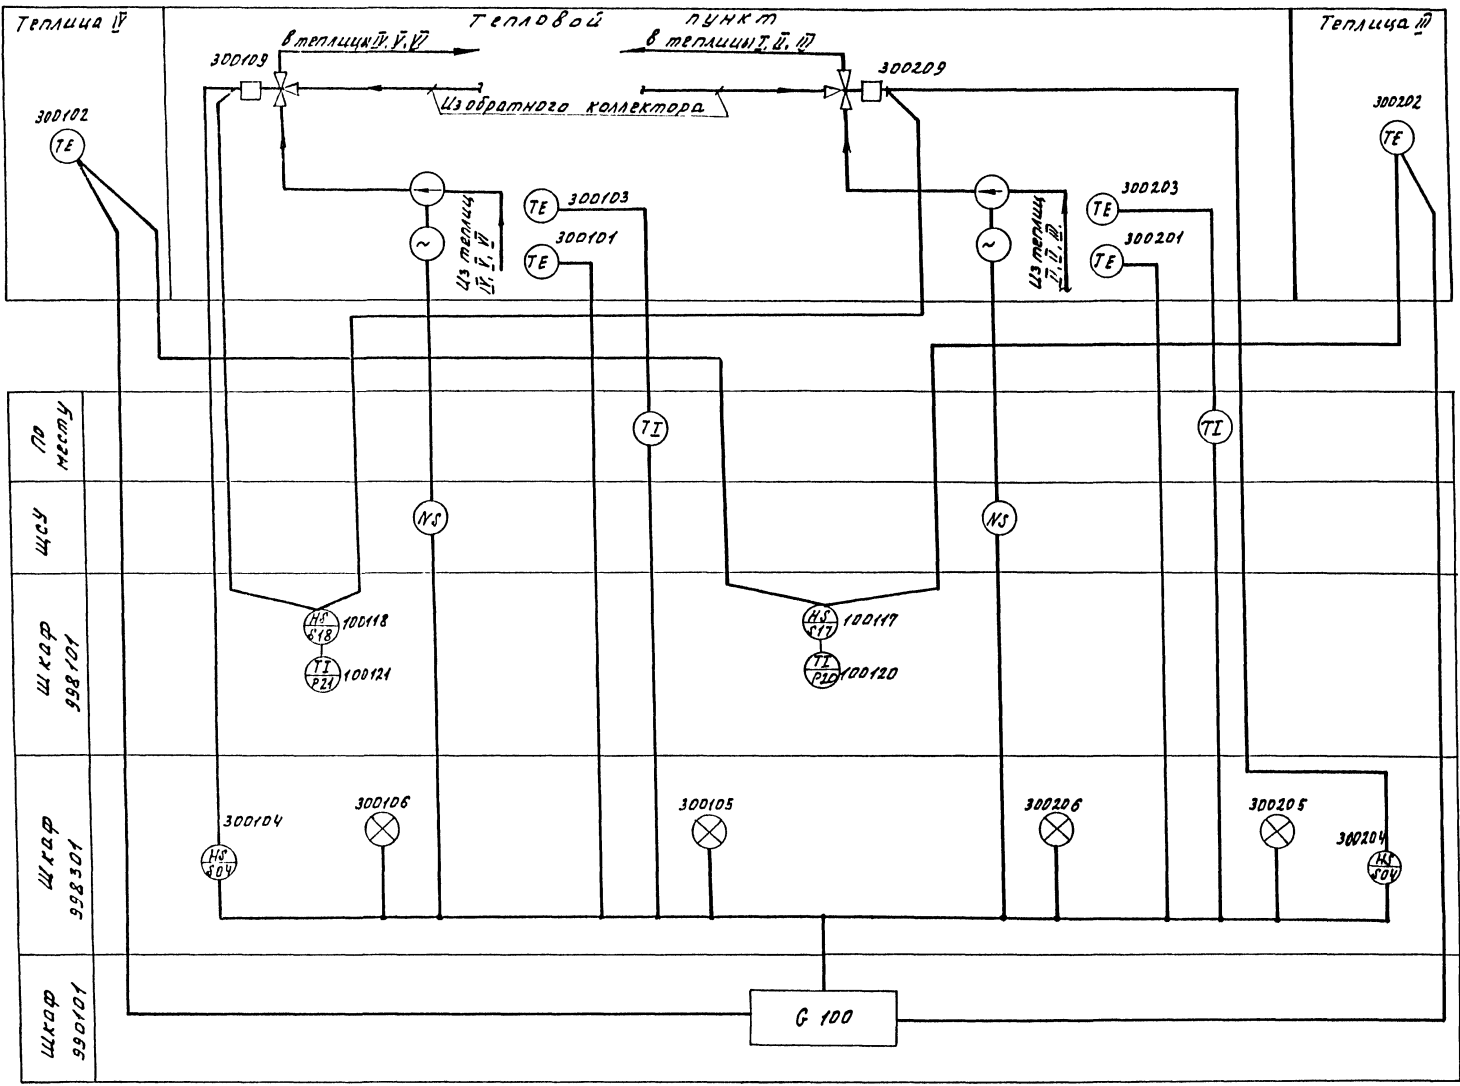 Теплица IV
Тепловой пункт
Теплица III
В теплицы IV, V, VI
В теплицы I, II, III
300109
300209
Из обратного коллектора
300102
TE
300202
TE
Из теплиц
IV, V, VI
TE
300103
TE
300101
~
Из теплиц
I, II, III.
TE
300203
TE
300201
~
По
месту
TI
TI
ЩСУ
NS
NS
Шкаф
998101
HS
S18
100118
TI
P21
100121
HS
S17
100117
TI
P20
100120
Шкаф
998301
300104
HS
S04
300106
300105
300206
300205
300204
HS
S04
Шкаф
990101
G 100